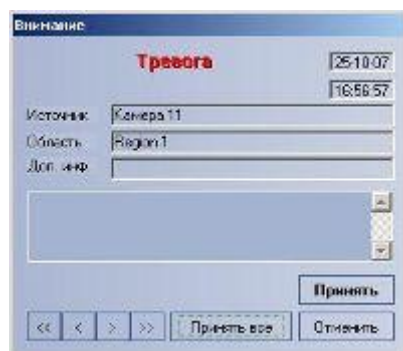 Внимание
Тревога 25-10-07
16:56:57
Источник Камера 11
Область Region 1
Доп. инф.
Принять
<< < > >> Принять все Отменить